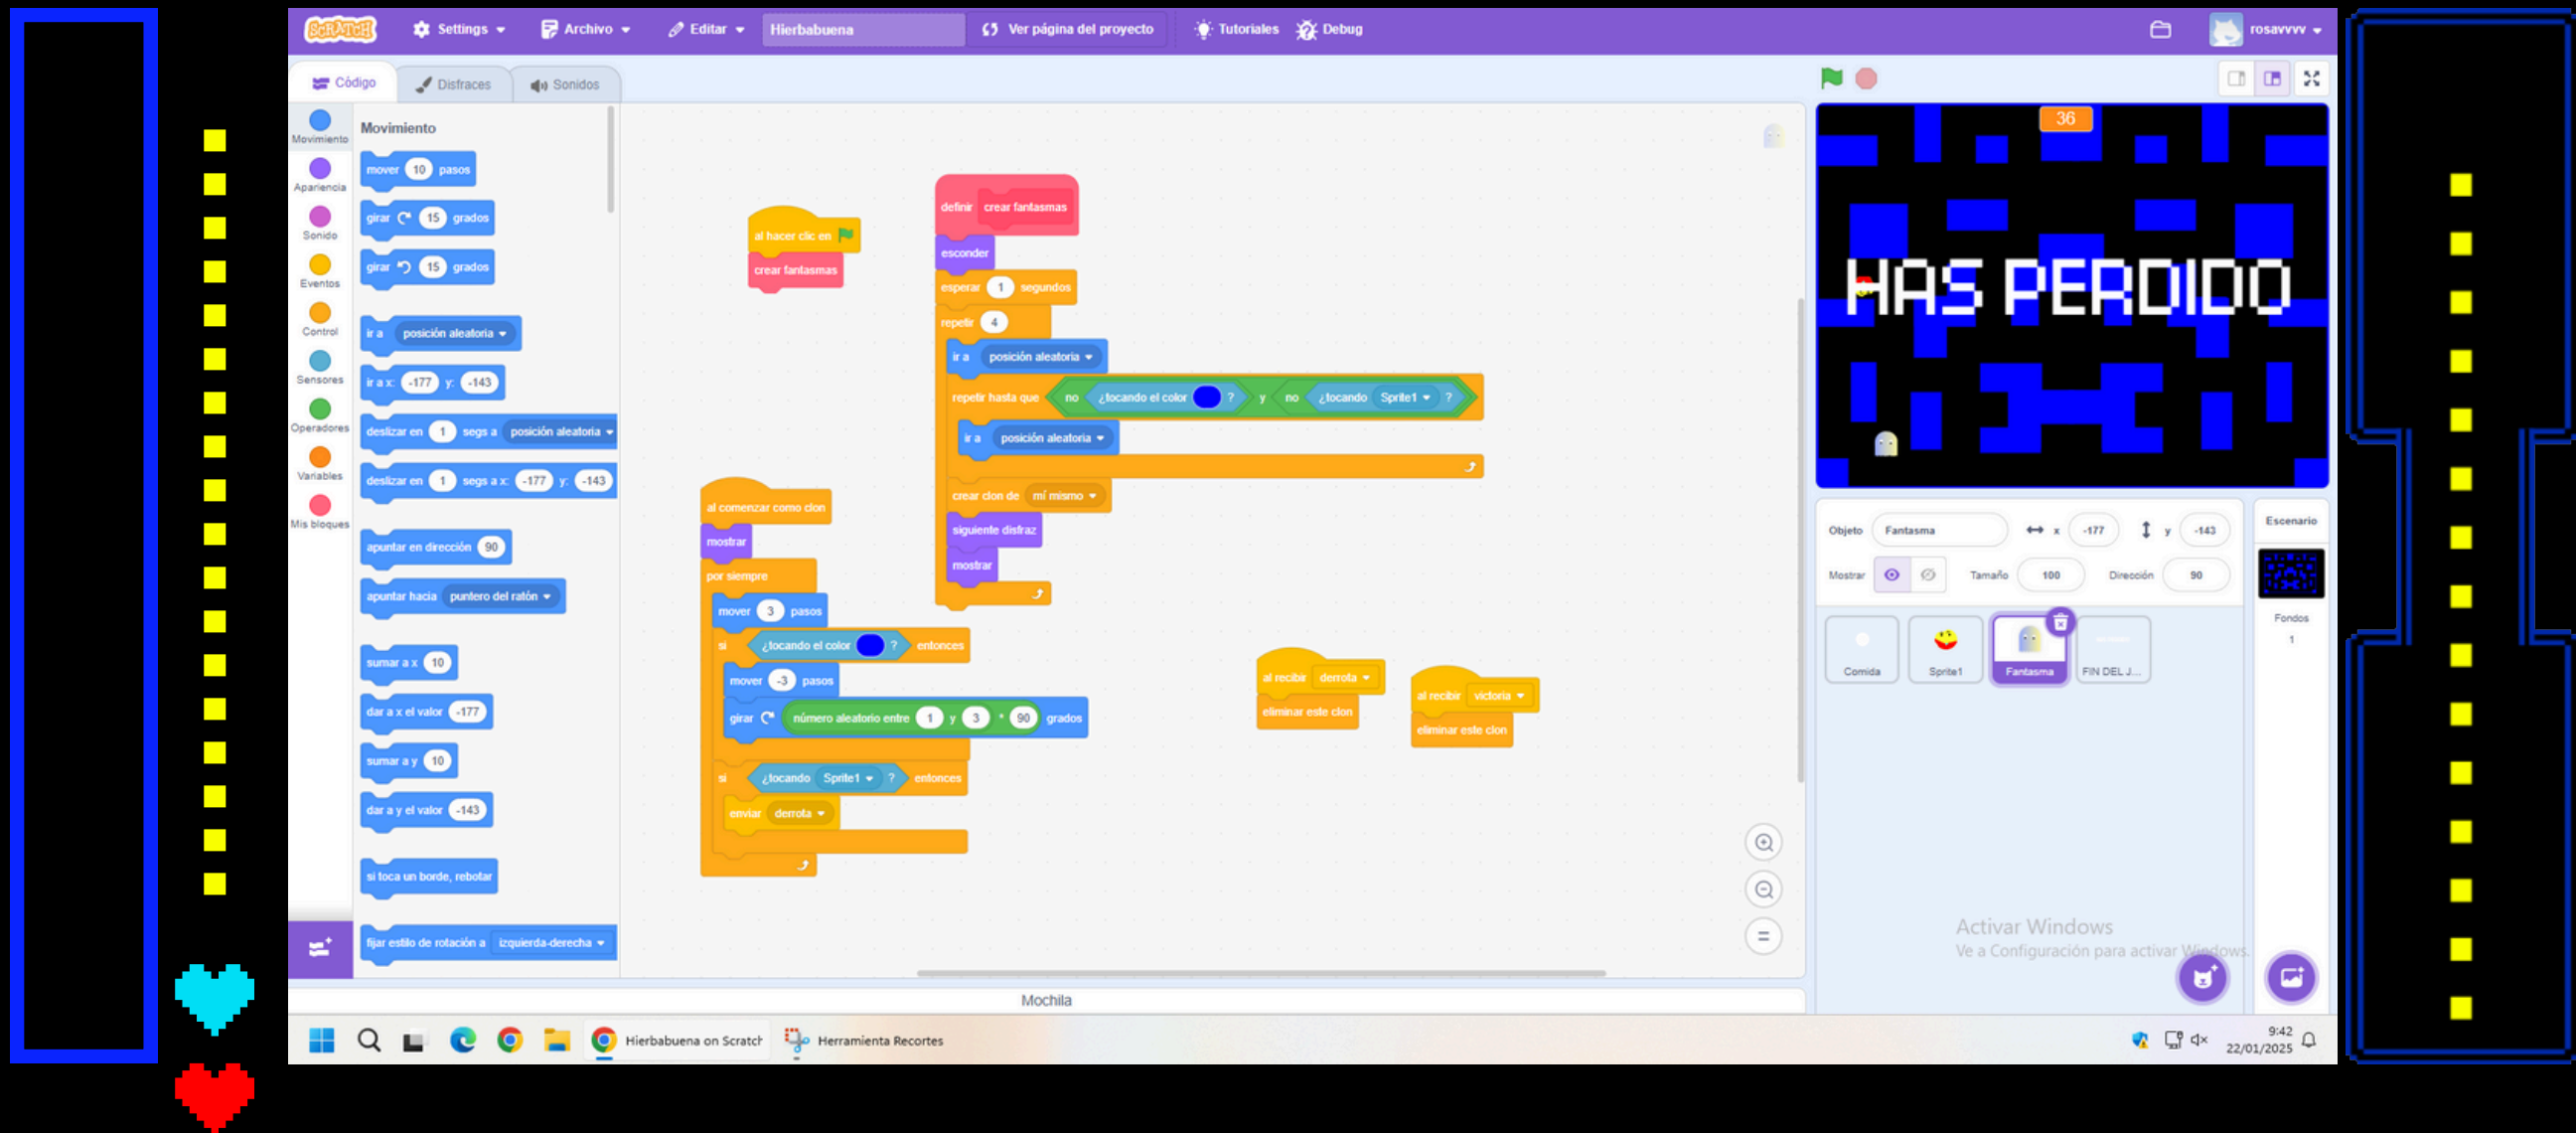 SCRATCH Settings Archivo Editar Hierbabuena Ver página del proyecto Tutoriales Debug rosavvvv
Código Disfraces Sonidos
Movimiento
Apariencia
Sonido
Eventos
Control
Sensores
Operadores
Variables
Mis bloques
Movimiento
mover 10 pasos
girar 15 grados
girar 15 grados
ir a posición aleatoria
ir a x: -177 y: -143
deslizar en 1 segs a posición aleatoria
deslizar en 1 segs a x: -177 y: -143
apuntar en dirección 90
apuntar hacia puntero del ratón
sumar a x 10
dar a x el valor -177
sumar a y 10
dar a y el valor -143
si toca un borde, rebotar
fijar estilo de rotación a izquierda-derecha
al hacer clic en
crear fantasmas
definir crear fantasmas
esconder
esperar 1 segundos
repetir 4
ir a posición aleatoria
repetir hasta que no ¿tocando el color ? y no ¿tocando Sprite1 ?
ir a posición aleatoria
crear clon de mí mismo
siguiente disfraz
mostrar
al comenzar como clon
mostrar
por siempre
mover 3 pasos
si ¿tocando el color ? entonces
mover -3 pasos
girar número aleatorio entre 1 y 3 * 90 grados
si ¿tocando Sprite1 ? entonces
enviar derrota
al recibir derrota
eliminar este clon
al recibir victoria
eliminar este clon
36
HAS PERDIDO
Objeto Fantasma x -177 y -143
Mostrar Tamaño 100 Dirección 90
Comida Sprite1 Fantasma FIN DEL J...
Escenario
Fondos
1
Activar Windows
Ve a Configuración para activar Windows.
Mochila
Hierbabuena on Scratch Herramienta Recortes
9:42
22/01/2025